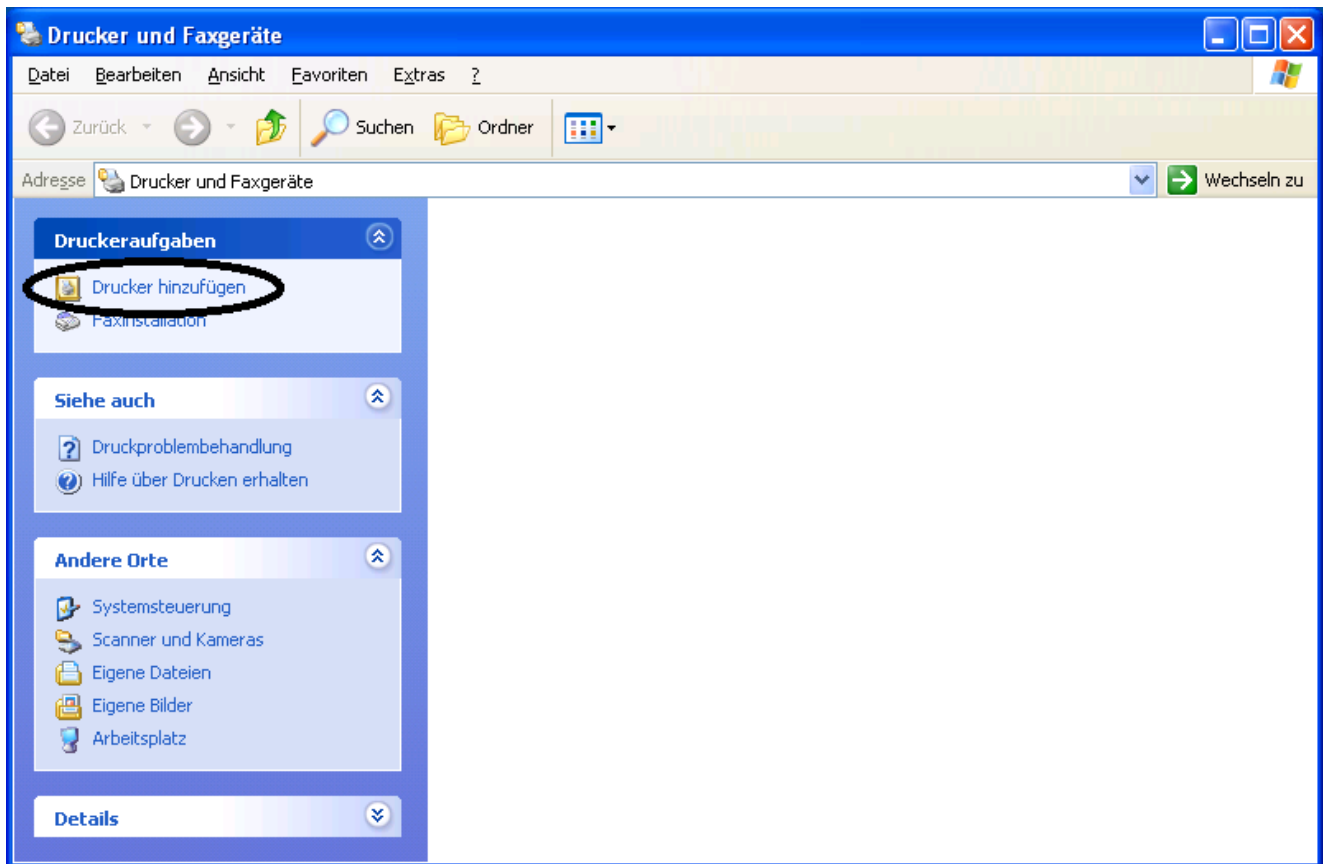 Drucker und Faxgeräte
Datei Bearbeiten Ansicht Favoriten Extras ?
Zurück Suchen Ordner
Adresse Drucker und Faxgeräte Wechseln zu
Druckeraufgaben
Drucker hinzufügen
Faxinstallation
Siehe auch
Druckproblembehandlung
Hilfe über Drucken erhalten
Andere Orte
Systemsteuerung
Scanner und Kameras
Eigene Dateien
Eigene Bilder
Arbeitsplatz
Details